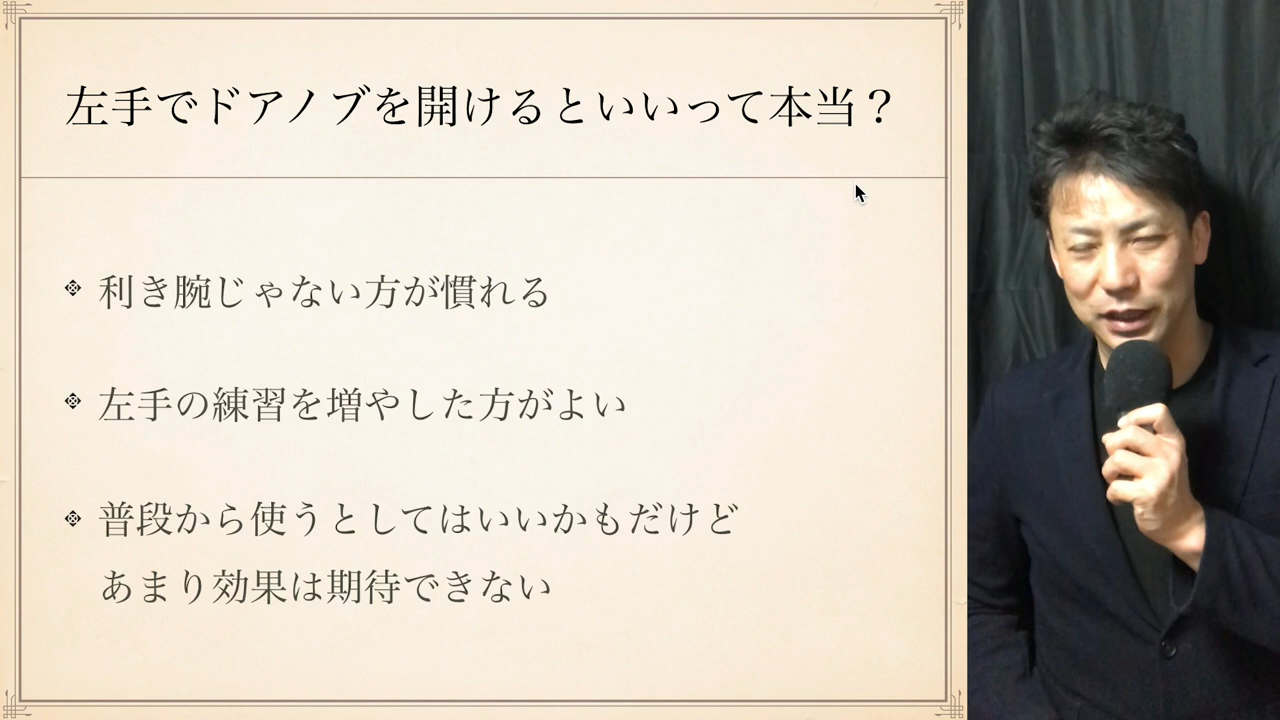 左手でドアノブを開けるといいって本当？
利き腕じゃない方が慣れる
左手の練習を増やした方がよい
普段から使うとしてはいいかもだけど
あまり効果は期待できない